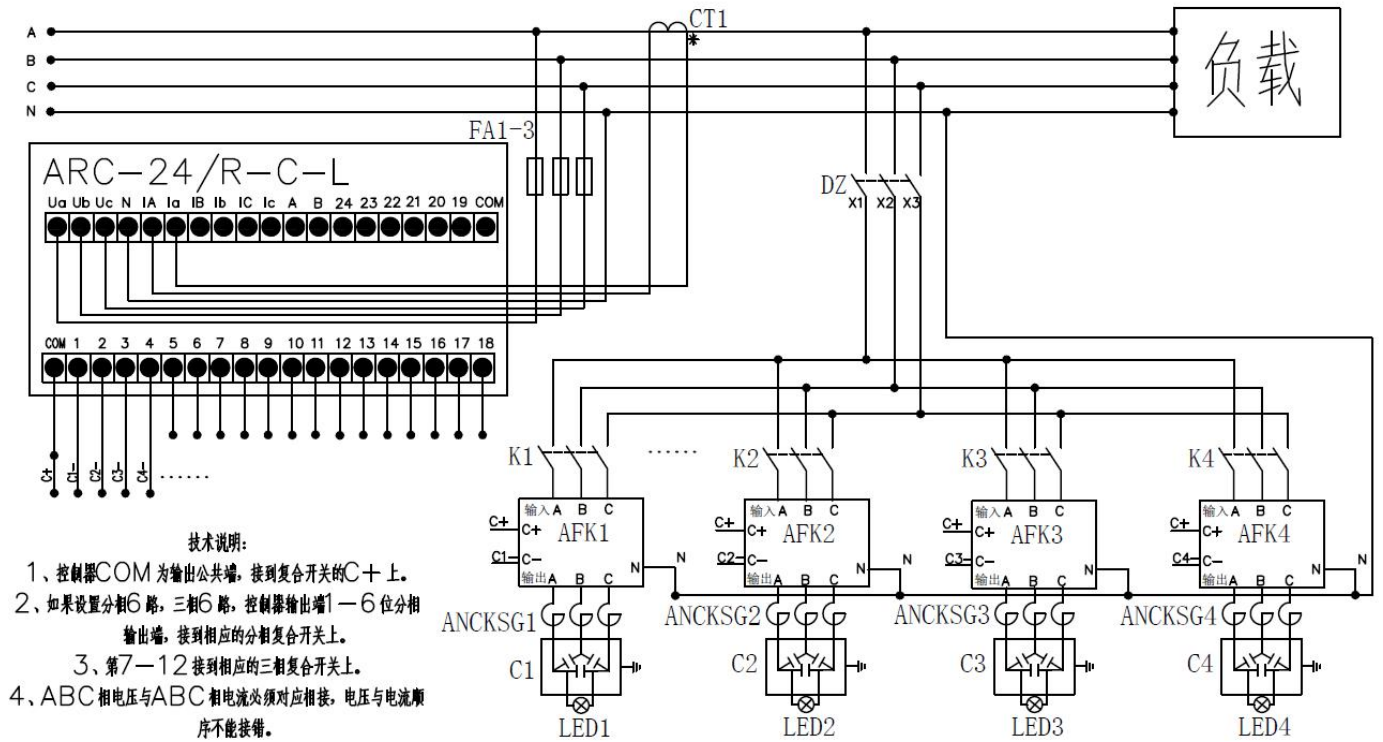 CT1
A
B
C
N
负载
FA1-3
ARC-24/R-C-L
Ua Ub Uc N IA Ia IB Ib IC Ic A B 24 23 22 21 20 19 COM
DZ
X1 X2 X3
COM 1 2 3 4 5 6 7 8 9 10 11 12 13 14 15 16 17 18
C+ C1- C2- C3- C4- ......
K1 ...... K2 K3 K4
输入 A B C 输入 A B C 输入 A B C 输入 A B C
C+ C+ AFK1 C+ C+ AFK2 C+ C+ AFK3 C+ C+ AFK4
C1- C- N N C2- C- N N C3- C- N N C4- C- N N
输出 A B C 输出 A B C 输出 A B C 输出 A B C
ANCKSG1 ANCKSG2 ANCKSG3 ANCKSG4
C1 C2 C3 C4
LED1 LED2 LED3 LED4
技术说明:
1、控制器COM为输出公共端，接到复合开关的C+上。
2、如果设置分相6路，三相6路，控制器输出端1-6位分相
输出端，接到相应的分相复合开关上。
3、第7-12接到相应的三相复合开关上。
4、ABC相电压与ABC相电流必须对应相接，电压与电流顺
序不能接错。